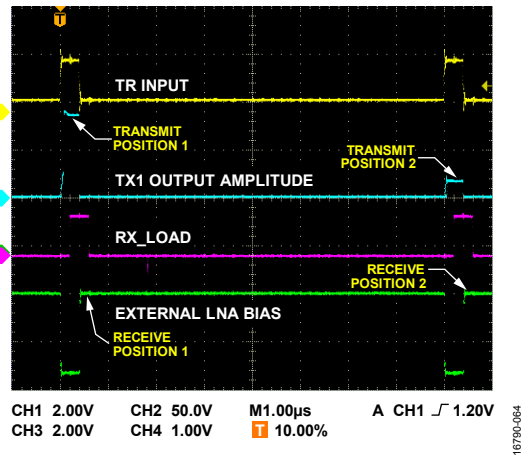 T
TR INPUT
TRANSMIT
POSITION 1
TRANSMIT
POSITION 2
TX1 OUTPUT AMPLITUDE
RX_LOAD
RECEIVE
POSITION 2
EXTERNAL LNA BIAS
RECEIVE
POSITION 1
CH1 2.00V CH2 50.0V M1.00µs A CH1 1.20V
CH3 2.00V CH4 1.00V T 10.00%
16790-064